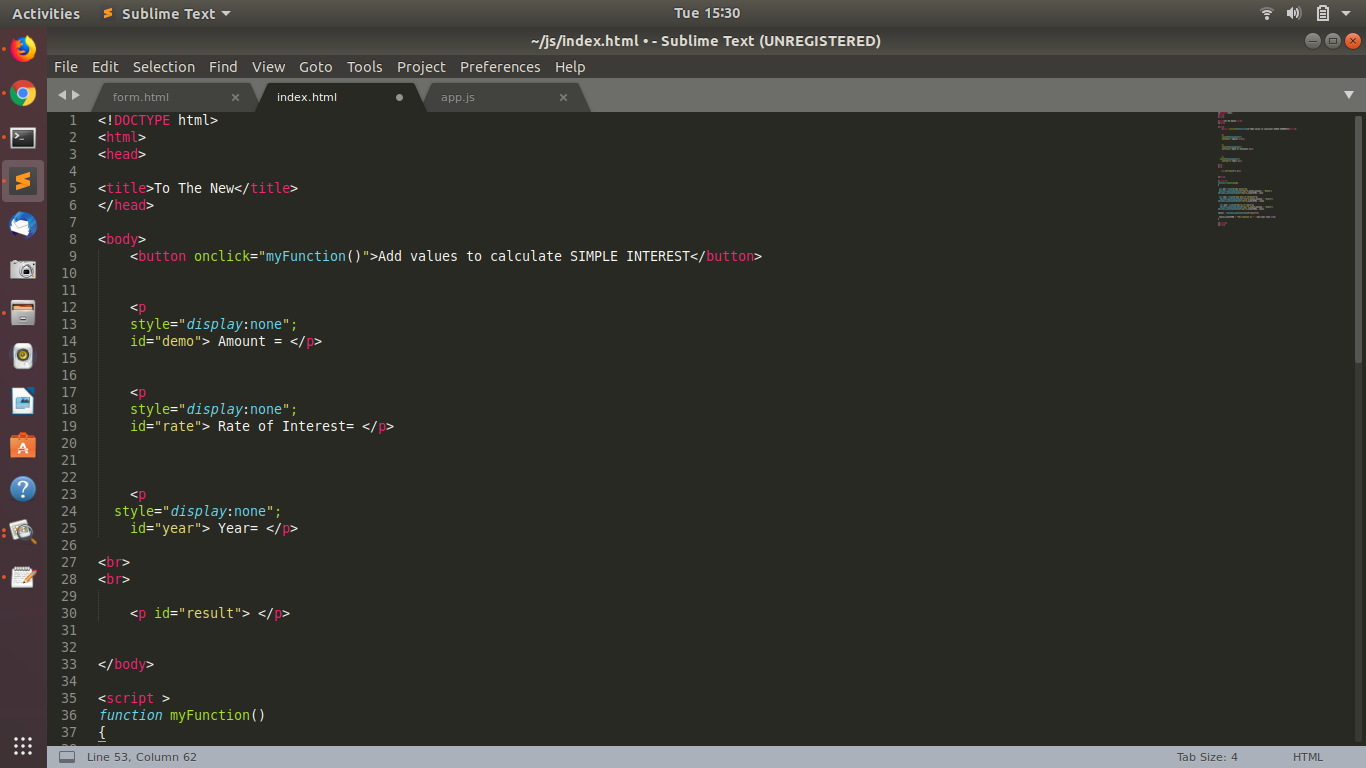 Activities
Sublime Text
Tue 15:30
~/js/index.html • - Sublime Text (UNREGISTERED)
File Edit Selection Find View Goto Tools Project Preferences Help
form.html
index.html
app.js
1 <!DOCTYPE html>
2 <html>
3 <head>
4
5 <title>To The New</title>
6 </head>
7
8 <body>
9 <button onclick="myFunction()">Add values to calculate SIMPLE INTEREST</button>
10
11
12 <p
13 style="display:none";
14 id="demo"> Amount = </p>
15
16
17 <p
18 style="display:none";
19 id="rate"> Rate of Interest= </p>
20
21
22
23 <p
24 style="display:none";
25 id="year"> Year= </p>
26
27 <br>
28 <br>
29
30 <p id="result"> </p>
31
32
33 </body>
34
35 <script >
36 function myFunction()
37 {
Line 53, Column 62
Tab Size: 4
HTML